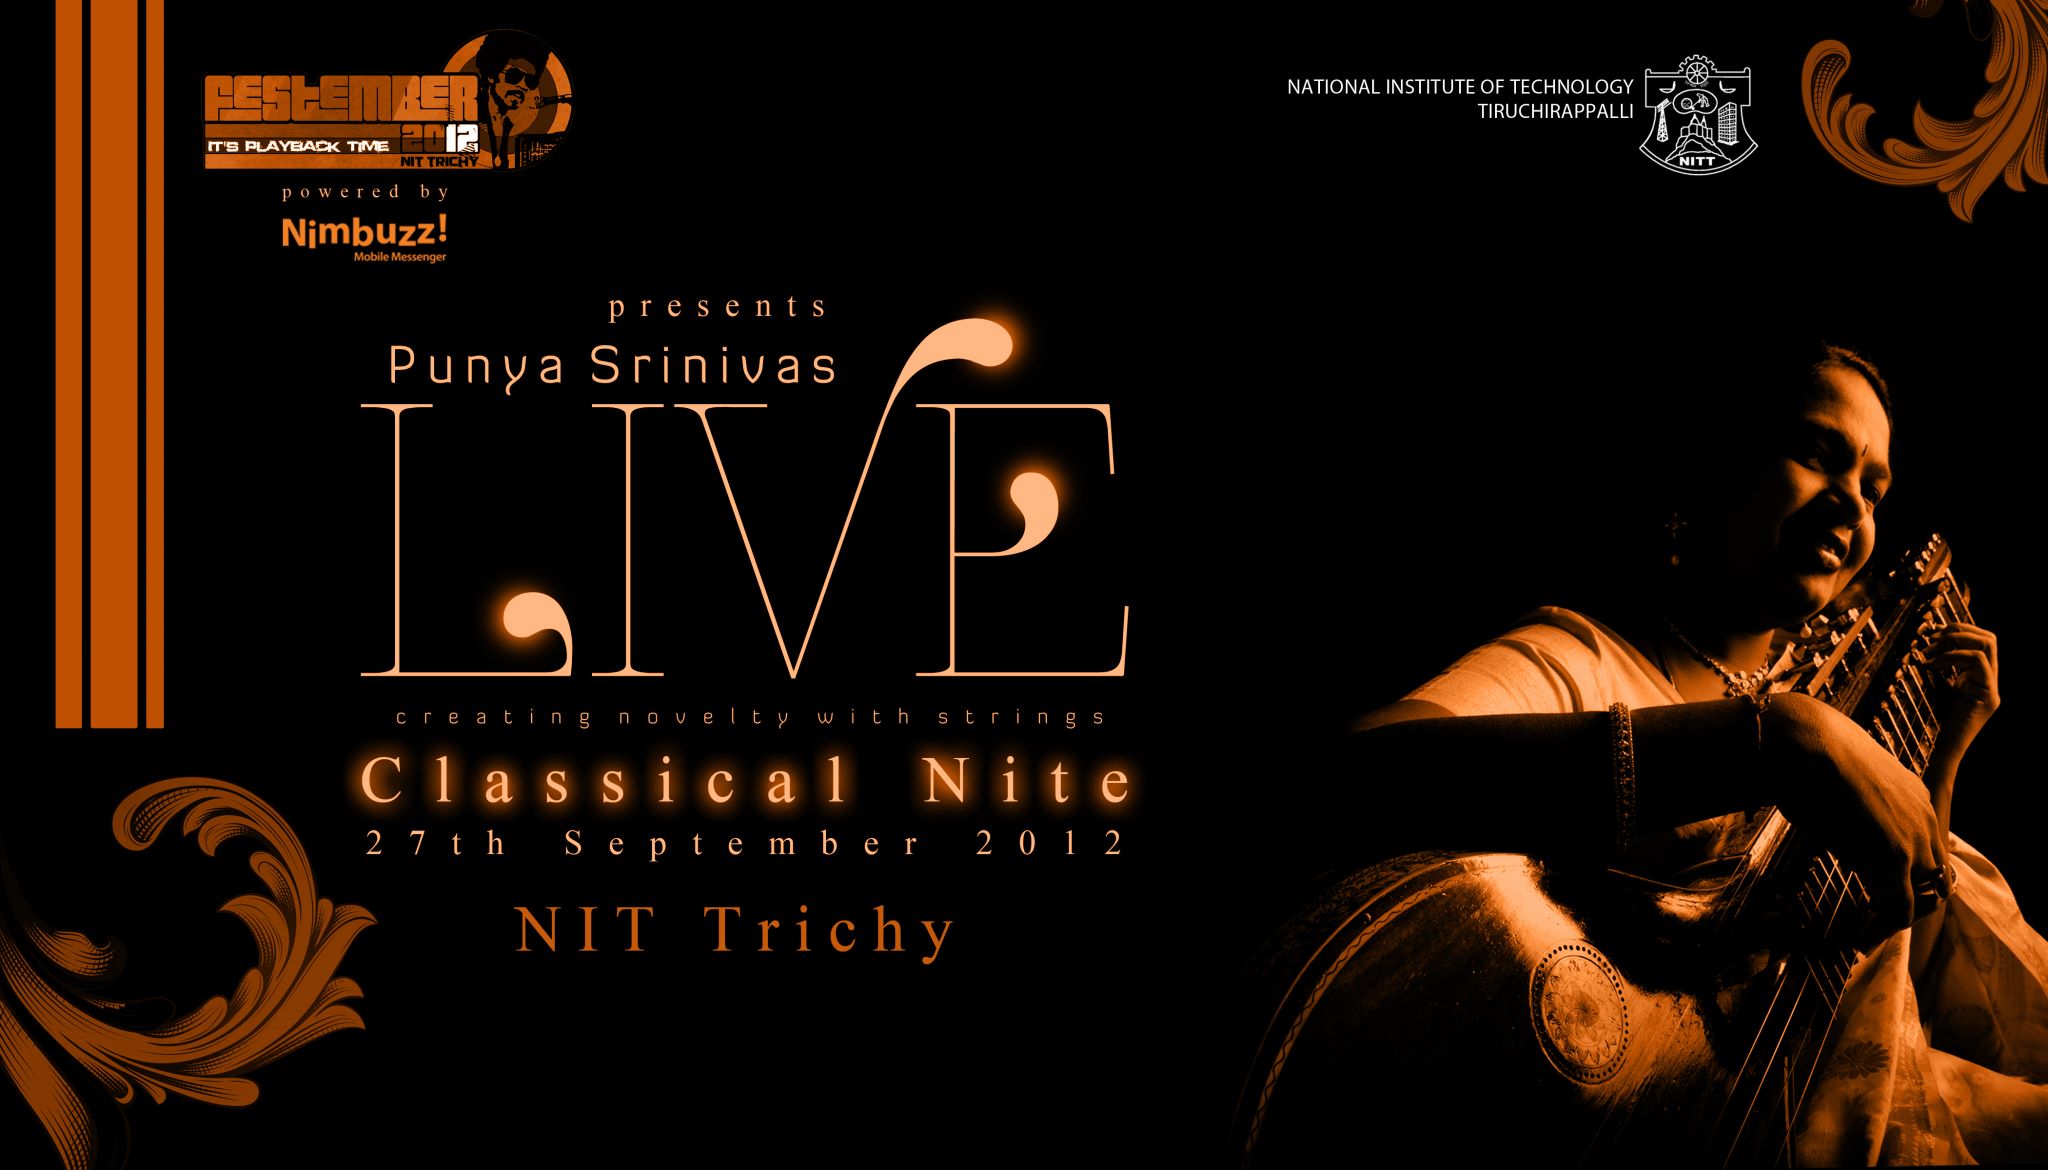 FESTEMBER
2012
IT'S PLAYBACK TIME
NIT TRICHY
powered by
Nimbuzz!
Mobile Messenger
NATIONAL INSTITUTE OF TECHNOLOGY
TIRUCHIRAPPALLI
NITT
presents
Punya Srinivas
LIVE
creating novelty with strings
Classical Nite
27th September 2012
NIT Trichy